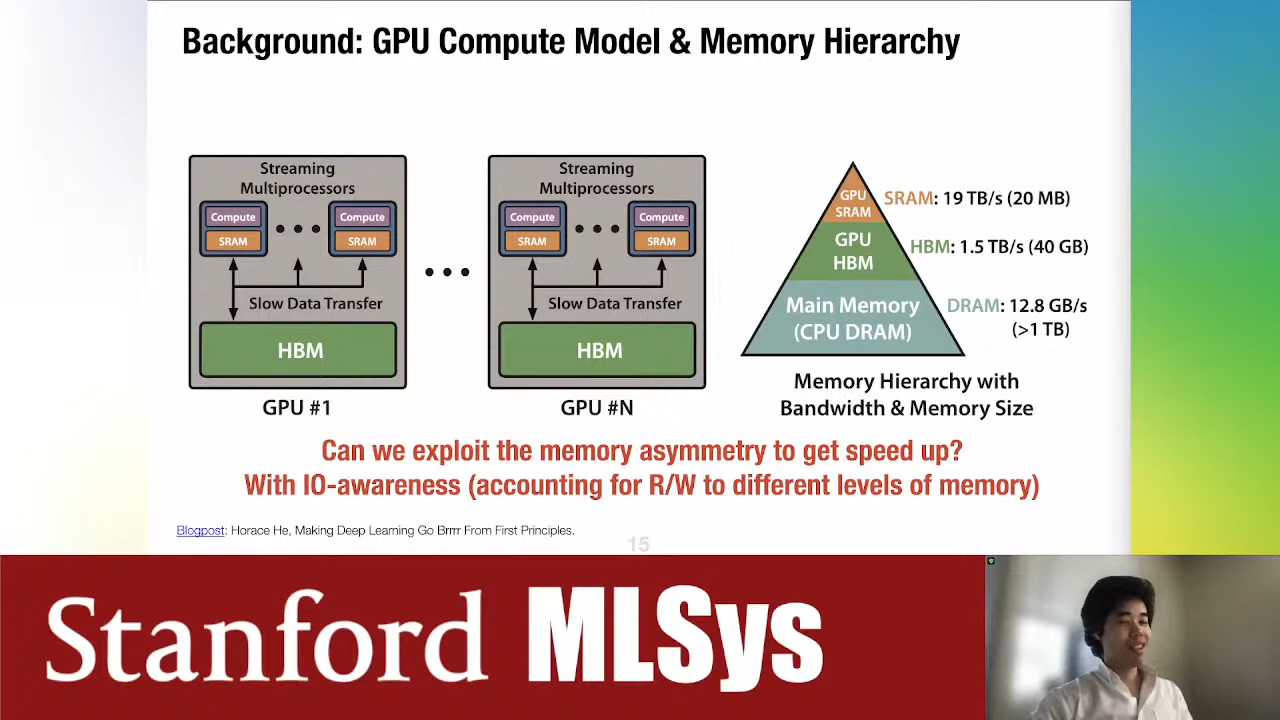 Background: GPU Compute Model & Memory Hierarchy
Streaming
Multiprocessors
Compute
SRAM
Compute
SRAM
Slow Data Transfer
HBM
GPU #1
Streaming
Multiprocessors
Compute
SRAM
Compute
SRAM
Slow Data Transfer
HBM
GPU #N
GPU
SRAM
SRAM: 19 TB/s (20 MB)
GPU
HBM
HBM: 1.5 TB/s (40 GB)
Main Memory
(CPU DRAM)
DRAM: 12.8 GB/s
(>1 TB)
Memory Hierarchy with
Bandwidth & Memory Size
Can we exploit the memory asymmetry to get speed up?
With IO-awareness (accounting for R/W to different levels of memory)
Blogpost: Horace He, Making Deep Learning Go Brrrr From First Principles.
15
Stanford MLSys